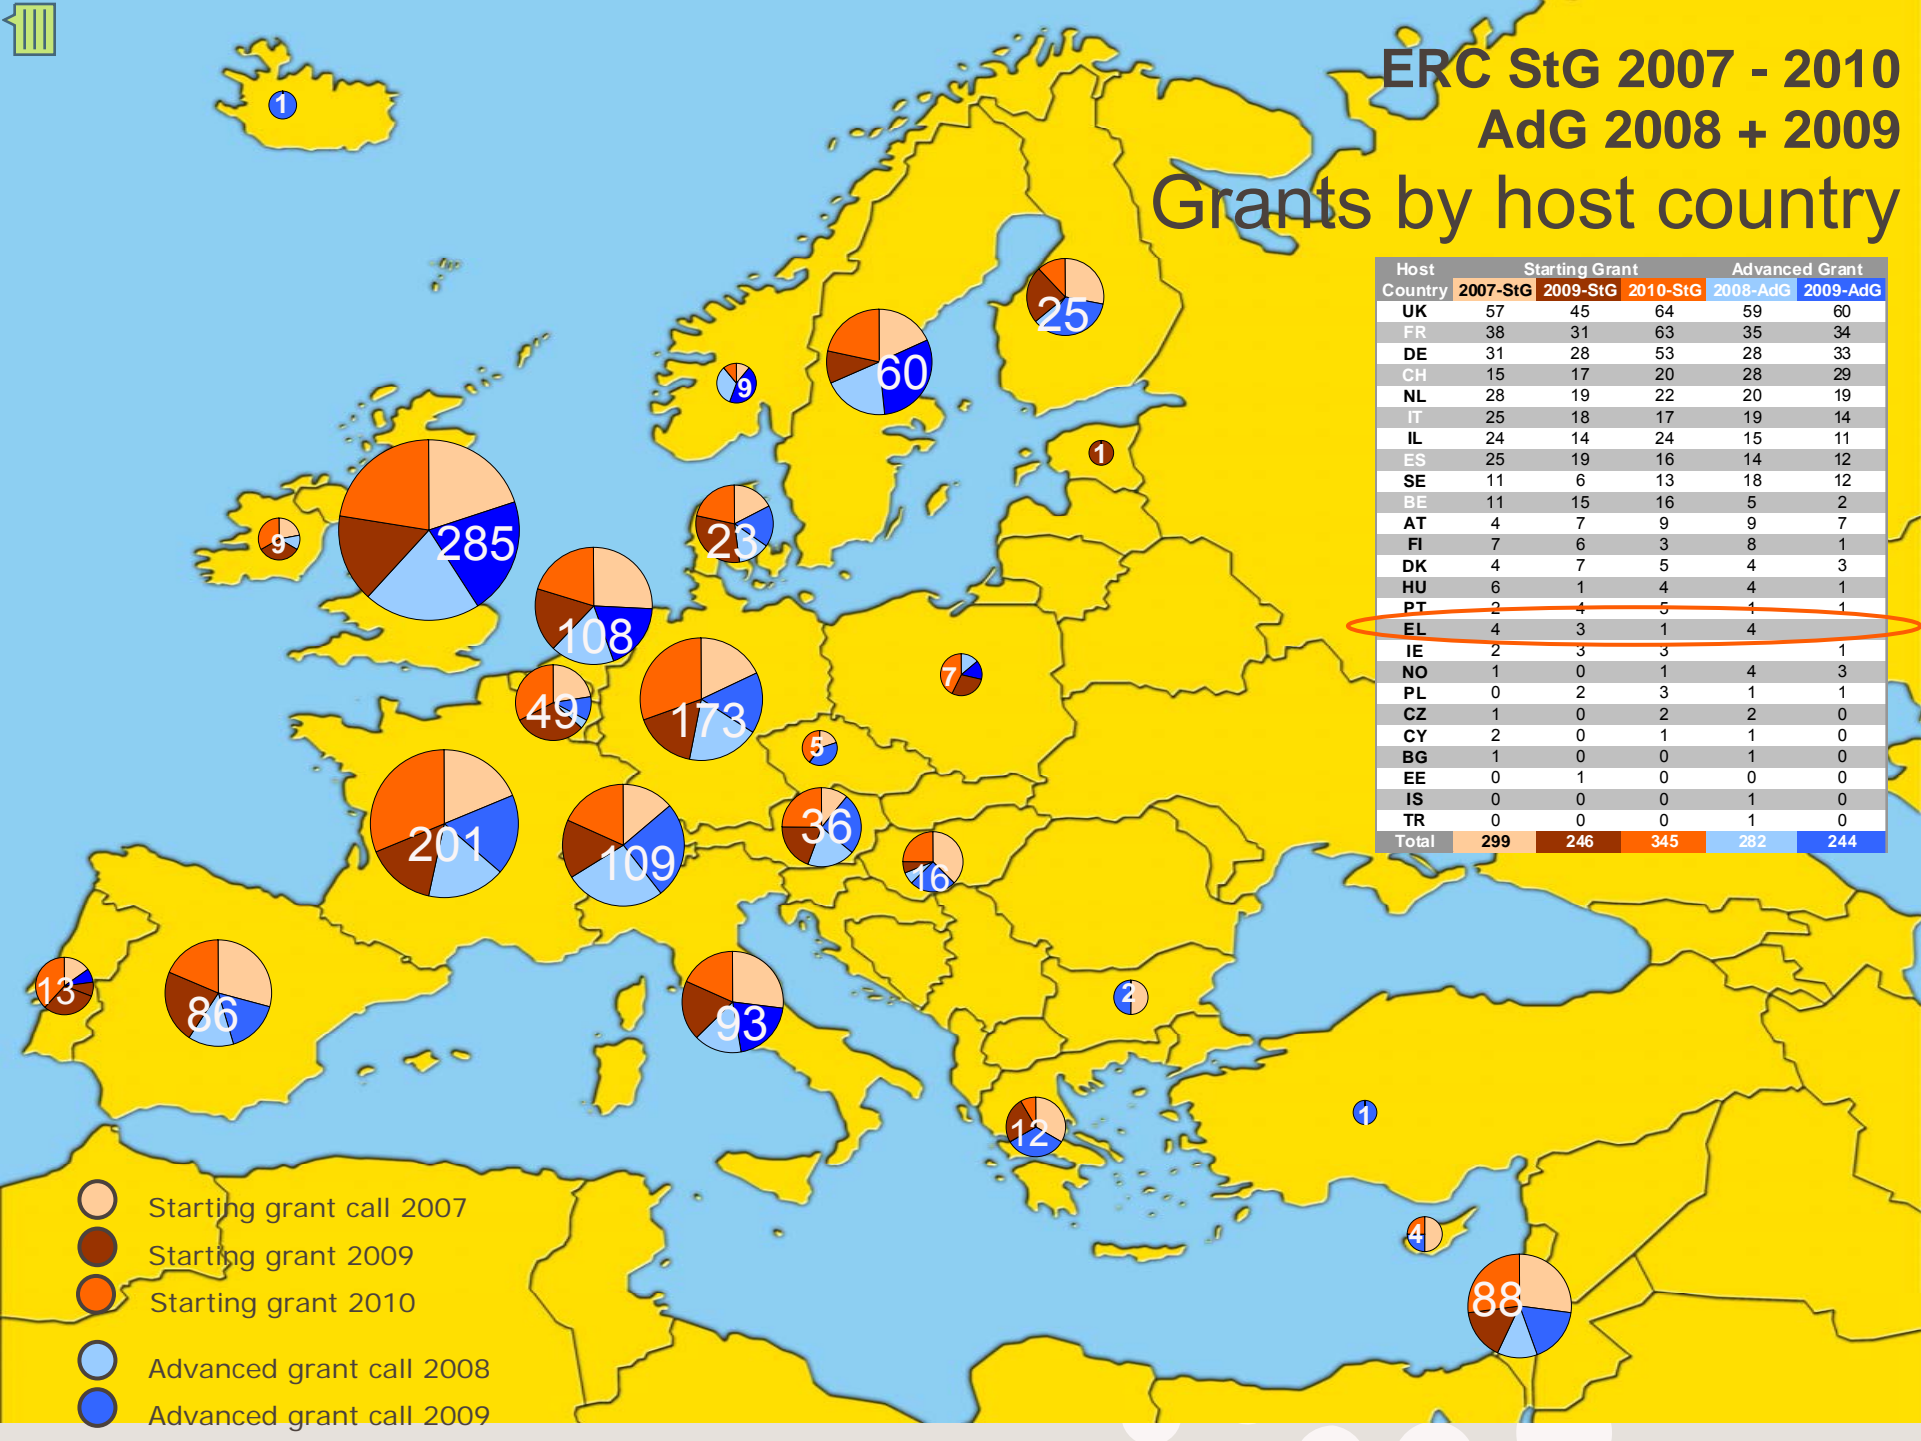 ERC StG 2007 - 2010
AdG 2008 + 2009
Grants by host country
Host Starting Grant Advanced Grant
Country 2007-StG 2009-StG 2010-StG 2008-AdG 2009-AdG
UK 57 45 64 59 60
FR 38 31 63 35 34
DE 31 28 53 28 33
CH 15 17 20 28 29
NL 28 19 22 20 19
IT 25 18 17 19 14
IL 24 14 24 15 11
ES 25 19 16 14 12
SE 11 6 13 18 12
BE 11 15 16 5 2
AT 4 7 9 9 7
FI 7 6 3 8 1
DK 4 7 5 4 3
HU 6 1 4 4 1
PT 2 4 5 1 1
EL 4 3 1 4
IE 2 3 3 1
NO 1 0 1 4 3
PL 0 2 3 1 1
CZ 1 0 2 2 0
CY 2 0 1 1 0
BG 1 0 0 1 0
EE 0 1 0 0 0
IS 0 0 0 1 0
TR 0 0 0 1 0
Total 299 246 345 282 244
1
25
60
9
1
285
23
9
108
7
49
173
5
201
36
109
16
13
86
93
2
12
1
4
88
Starting grant call 2007
Starting grant 2009
Starting grant 2010
Advanced grant call 2008
Advanced grant call 2009